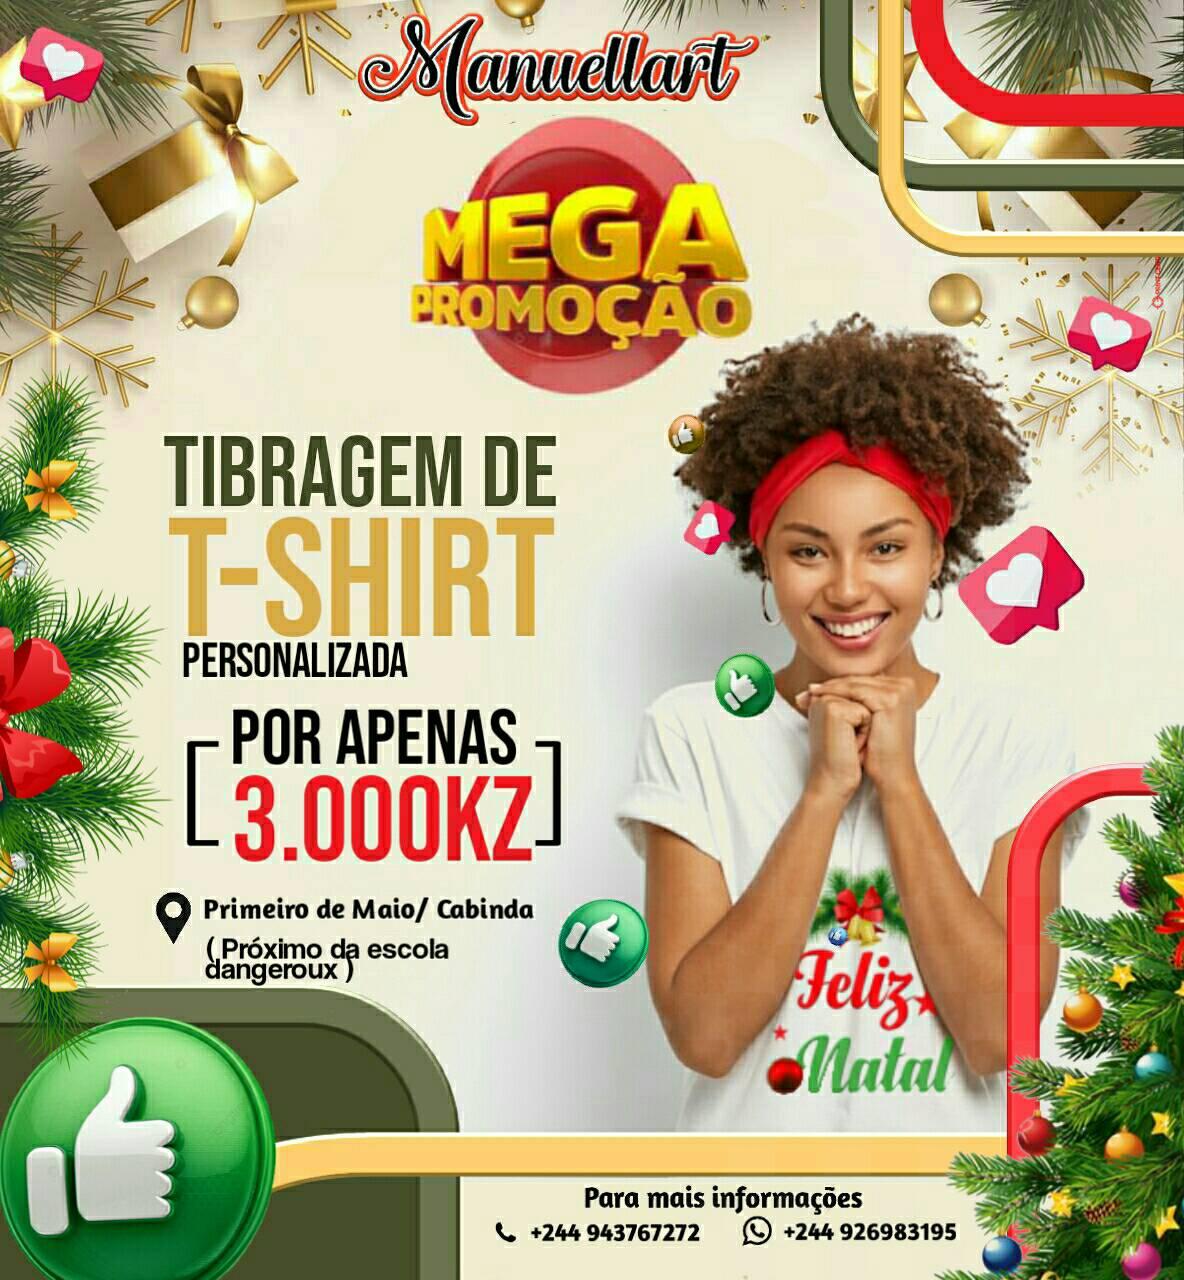 Manuellart
MEGA
PROMOÇÃO
TIBRAGEM DE
T-SHIRT
PERSONALIZADA
POR APENAS
3.000KZ
Primeiro de Maio/ Cabinda
( Próximo da escola
dangeroux )
Feliz
Natal
Para mais informações
+244 943767272
+244 926983195